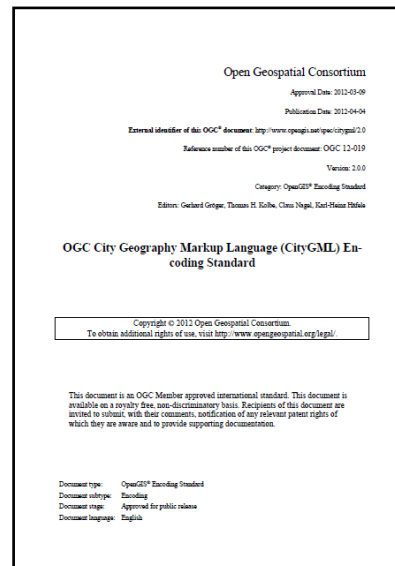 Open Geospatial Consortium
Approval Date: 2012-03-09
Publication Date: 2012-04-04
External identifier of this OGC® document: http://www.opengis.net/spec/citygml/2.0
Reference number of this OGC® project document: OGC 12-019
Version: 2.0.0
Category: OpenGIS® Encoding Standard
Editors: Gerhard Gröger, Thomas H. Kolbe, Claus Nagel, Karl-Heinz Häfele
OGC City Geography Markup Language (CityGML) En-
coding Standard
Copyright © 2012 Open Geospatial Consortium.
To obtain additional rights of use, visit http://www.opengeospatial.org/legal/.
This document is an OGC Member approved international standard. This document is
available on a royalty free, non-discriminatory basis. Recipients of this document are
invited to submit, with their comments, notification of any relevant patent rights of
which they are aware and to provide supporting documentation.
Document type: OpenGIS® Encoding Standard
Document subtype: Encoding
Document stage: Approved for public release
Document language: English